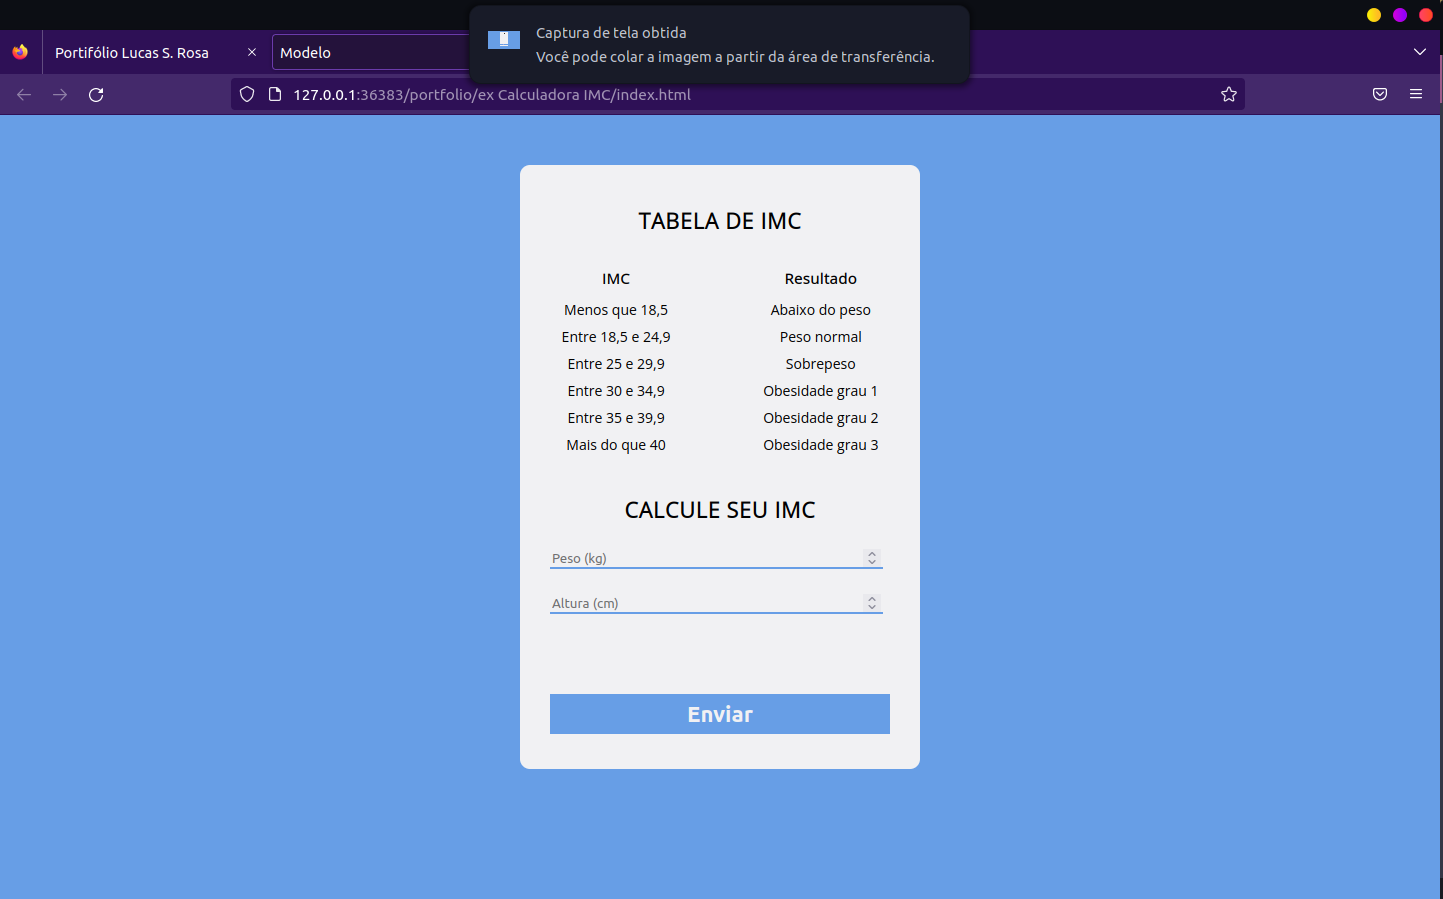 Captura de tela obtida
Você pode colar a imagem a partir da área de transferência.
Portifólio Lucas S. Rosa
Modelo
127.0.0.1:36383/portfolio/ex Calculadora IMC/index.html
TABELA DE IMC
IMC Resultado
Menos que 18,5 Abaixo do peso
Entre 18,5 e 24,9 Peso normal
Entre 25 e 29,9 Sobrepeso
Entre 30 e 34,9 Obesidade grau 1
Entre 35 e 39,9 Obesidade grau 2
Mais do que 40 Obesidade grau 3
CALCULE SEU IMC
Peso (kg)
Altura (cm)
Enviar